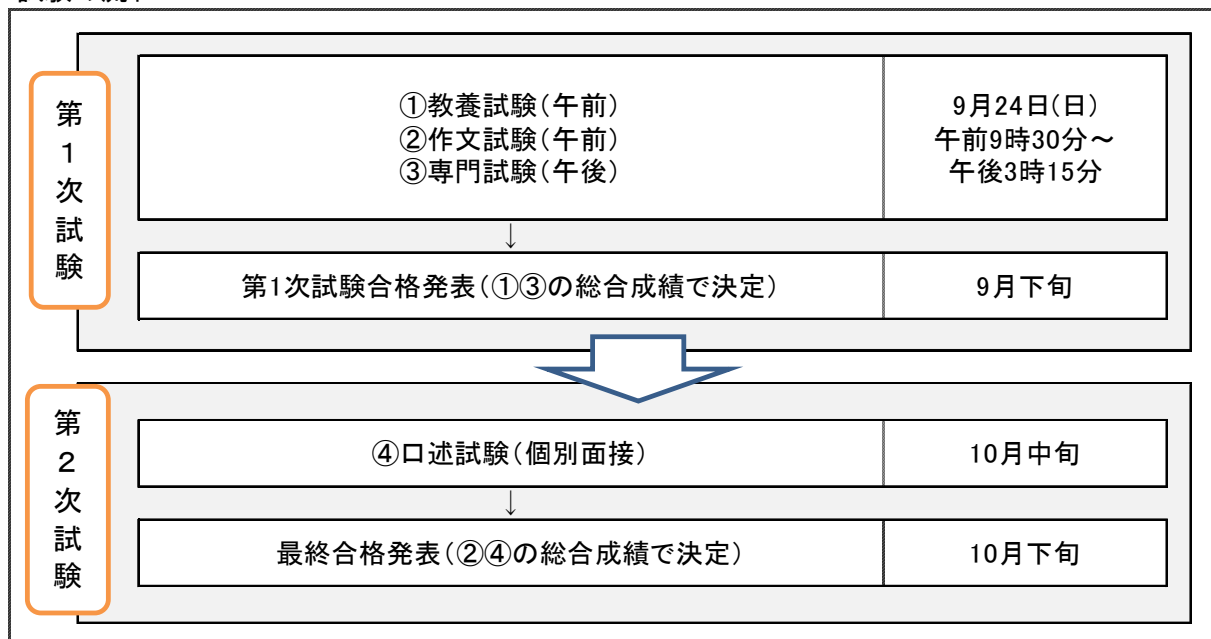 第1次試験
①教養試験(午前)
②作文試験(午前)
③専門試験(午後)
9月24日(日)
午前9時30分～
午後3時15分
↓
第1次試験合格発表(①③の総合成績で決定)
9月下旬
第2次試験
④口述試験(個別面接)
10月中旬
↓
最終合格発表(②④の総合成績で決定)
10月下旬